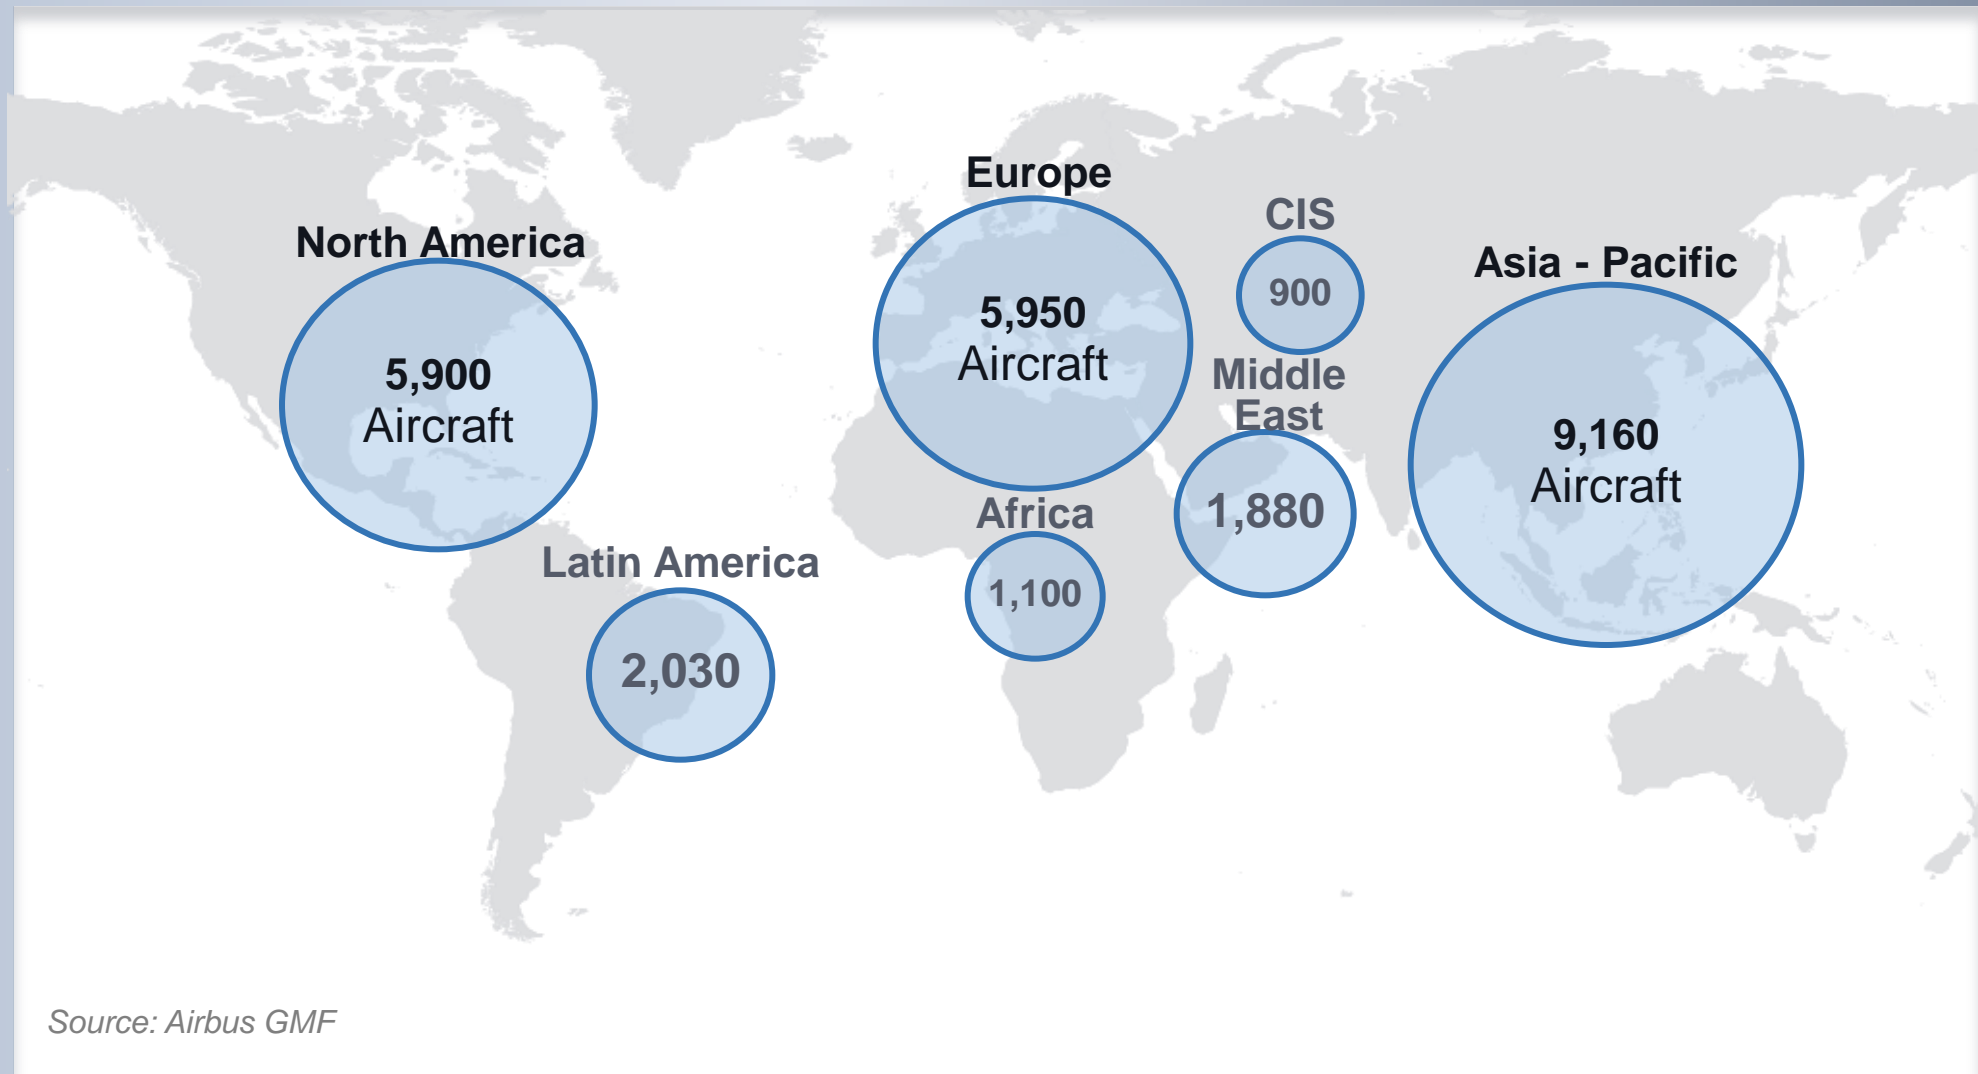 Europe
CIS
North America
Asia - Pacific
900
5,950
Aircraft
Middle
East
5,900
Aircraft
9,160
Aircraft
Africa
1,880
Latin America
1,100
2,030
Source: Airbus GMF